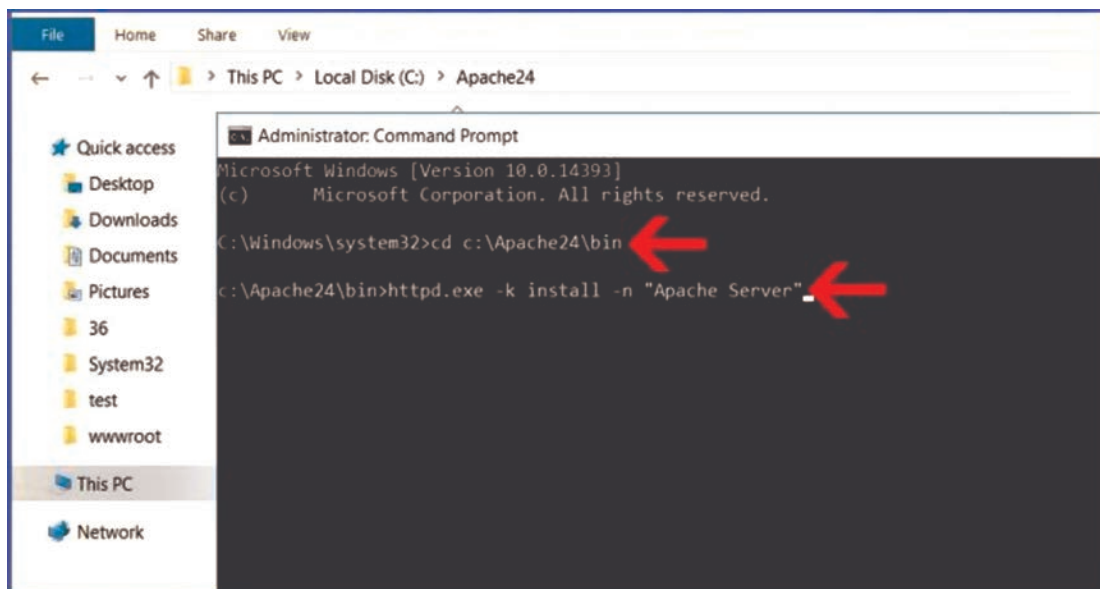 File Home Share View
This PC > Local Disk (C:) > Apache24
Quick access
Desktop
Downloads
Documents
Pictures
36
System32
test
wwwroot
This PC
Network
Administrator: Command Prompt
Microsoft Windows [Version 10.0.14393]
(c) Microsoft Corporation. All rights reserved.
C:\Windows\system32>cd c:\Apache24\bin
c:\Apache24\bin>httpd.exe -k install -n "Apache Server"